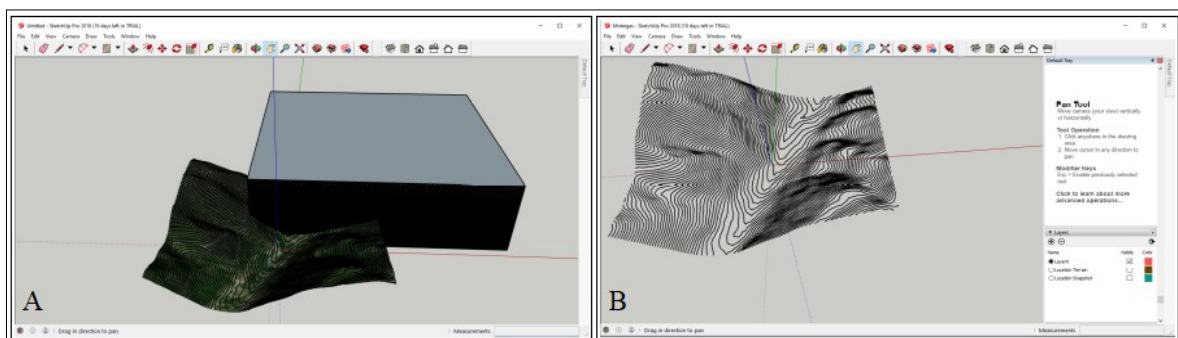 Untitled - SketchUp Pro 2018 (15 days left in TRIAL)
File Edit View Camera Draw Tools Window Help
Default Tray
A
Drag in direction to pan
Measurements
SketchUp Pro 2018 (10 days left in TRIAL)
File Edit View Camera Draw Tools Window Help
Default Tray
Pan Tool
Move camera (your view) vertically
or horizontally.
Tool Operation
1. Click anywhere in the drawing
area.
2. Move cursor in any direction to
pan.
Modifier Keys
Esc = Enable previously selected
tool
Click to learn about more
advanced operations...
Layers
Name Visible Color
Layer0
Location Terrain
Location Snapshot
B
Drag in direction to pan
Measurements